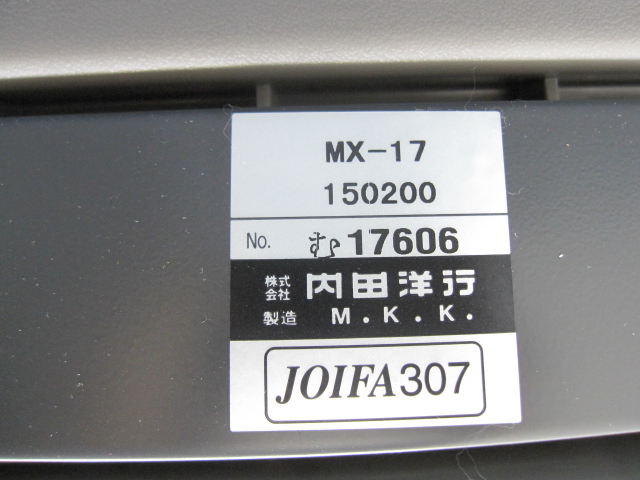 MX-17
150200
No. む17606
株式会社 内田洋行
製造 M.K.K.
JOIFA307